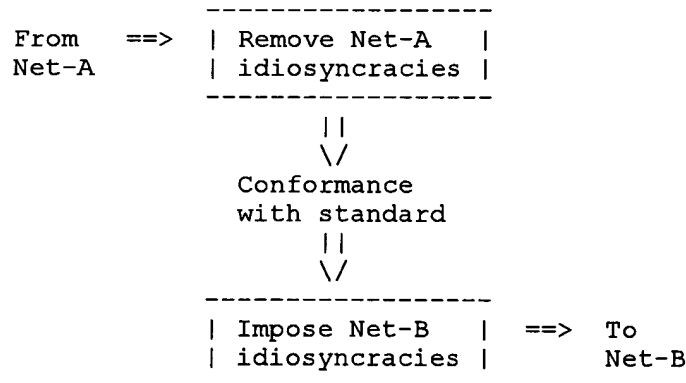 ------------------
From ==> | Remove Net-A |
Net-A | idiosyncracies |
------------------
||
\/
Conformance
with standard
||
\/
------------------
| Impose Net-B | ==> To
| idiosyncracies | Net-B